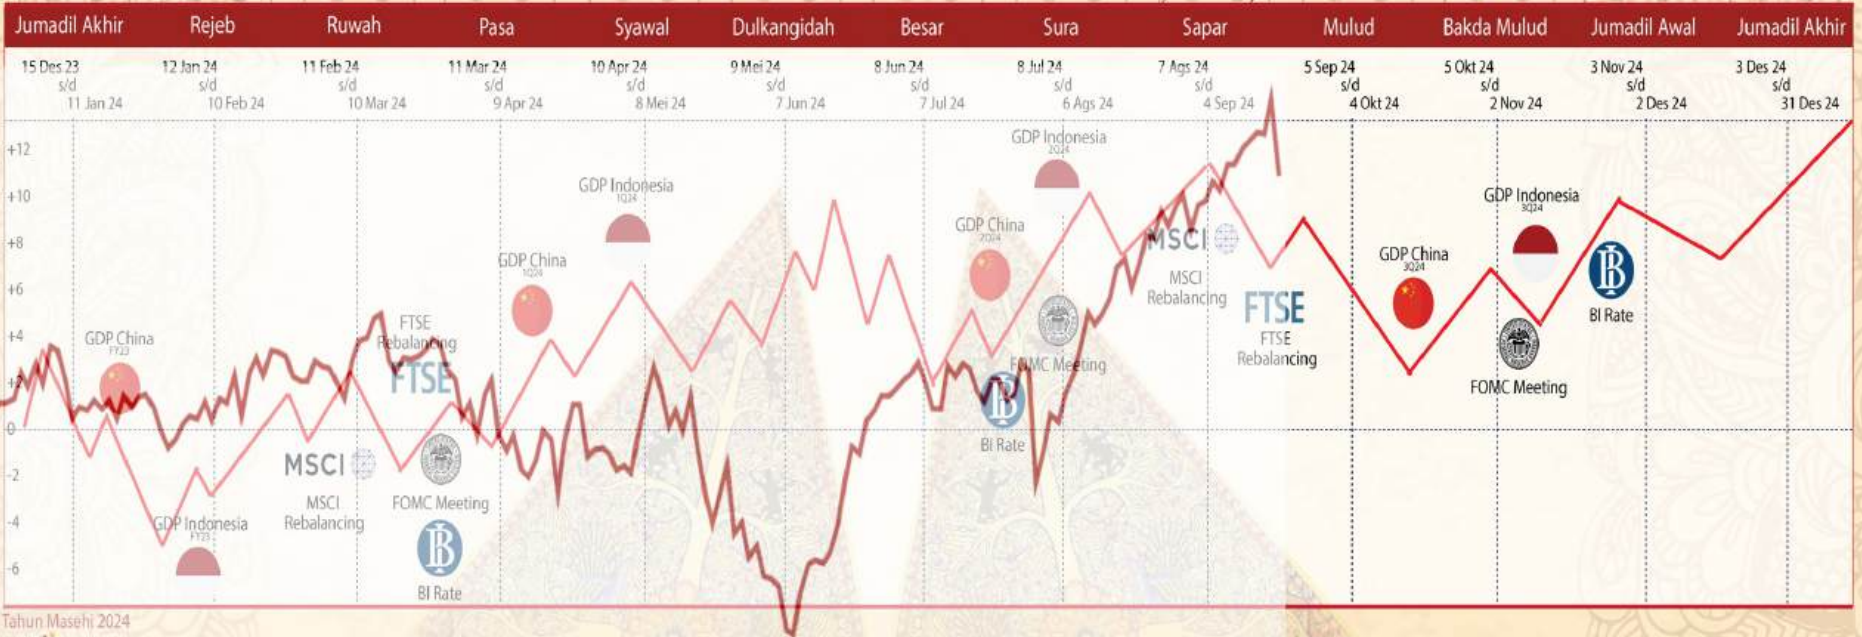 Jumadil Akhir
Rejeb
Ruwah
Pasa
Syawal
Dulkangidah
Besar
Sura
Sapar
Mulud
Bakda Mulud
Jumadil Awal
Jumadil Akhir
15 Des 23
s/d
11 Jan 24
12 Jan 24
s/d
10 Feb 24
11 Feb 24
s/d
10 Mar 24
11 Mar 24
s/d
9 Apr 24
10 Apr 24
s/d
8 Mei 24
9 Mei 24
s/d
7 Jun 24
8 Jun 24
s/d
7 Jul 24
8 Jul 24
s/d
6 Ags 24
7 Ags 24
s/d
4 Sep 24
5 Sep 24
s/d
4 Okt 24
5 Okt 24
s/d
2 Nov 24
3 Nov 24
s/d
2 Des 24
3 Des 24
s/d
31 Des 24
+12
+10
+8
+6
+4
+2
0
-2
-4
-6
GDP China
FY23
GDP Indonesia
FY23
MSCI
MSCI
Rebalancing
FTSE
Rebalancing
FTSE
FOMC Meeting
BI Rate
GDP China
1Q24
GDP Indonesia
1Q24
GDP China
2Q24
GDP Indonesia
2Q24
FOMC Meeting
BI Rate
MSCI
MSCI
Rebalancing
FTSE
FTSE
Rebalancing
GDP China
3Q24
GDP Indonesia
3Q24
FOMC Meeting
BI Rate
Tahun Masehi 2024